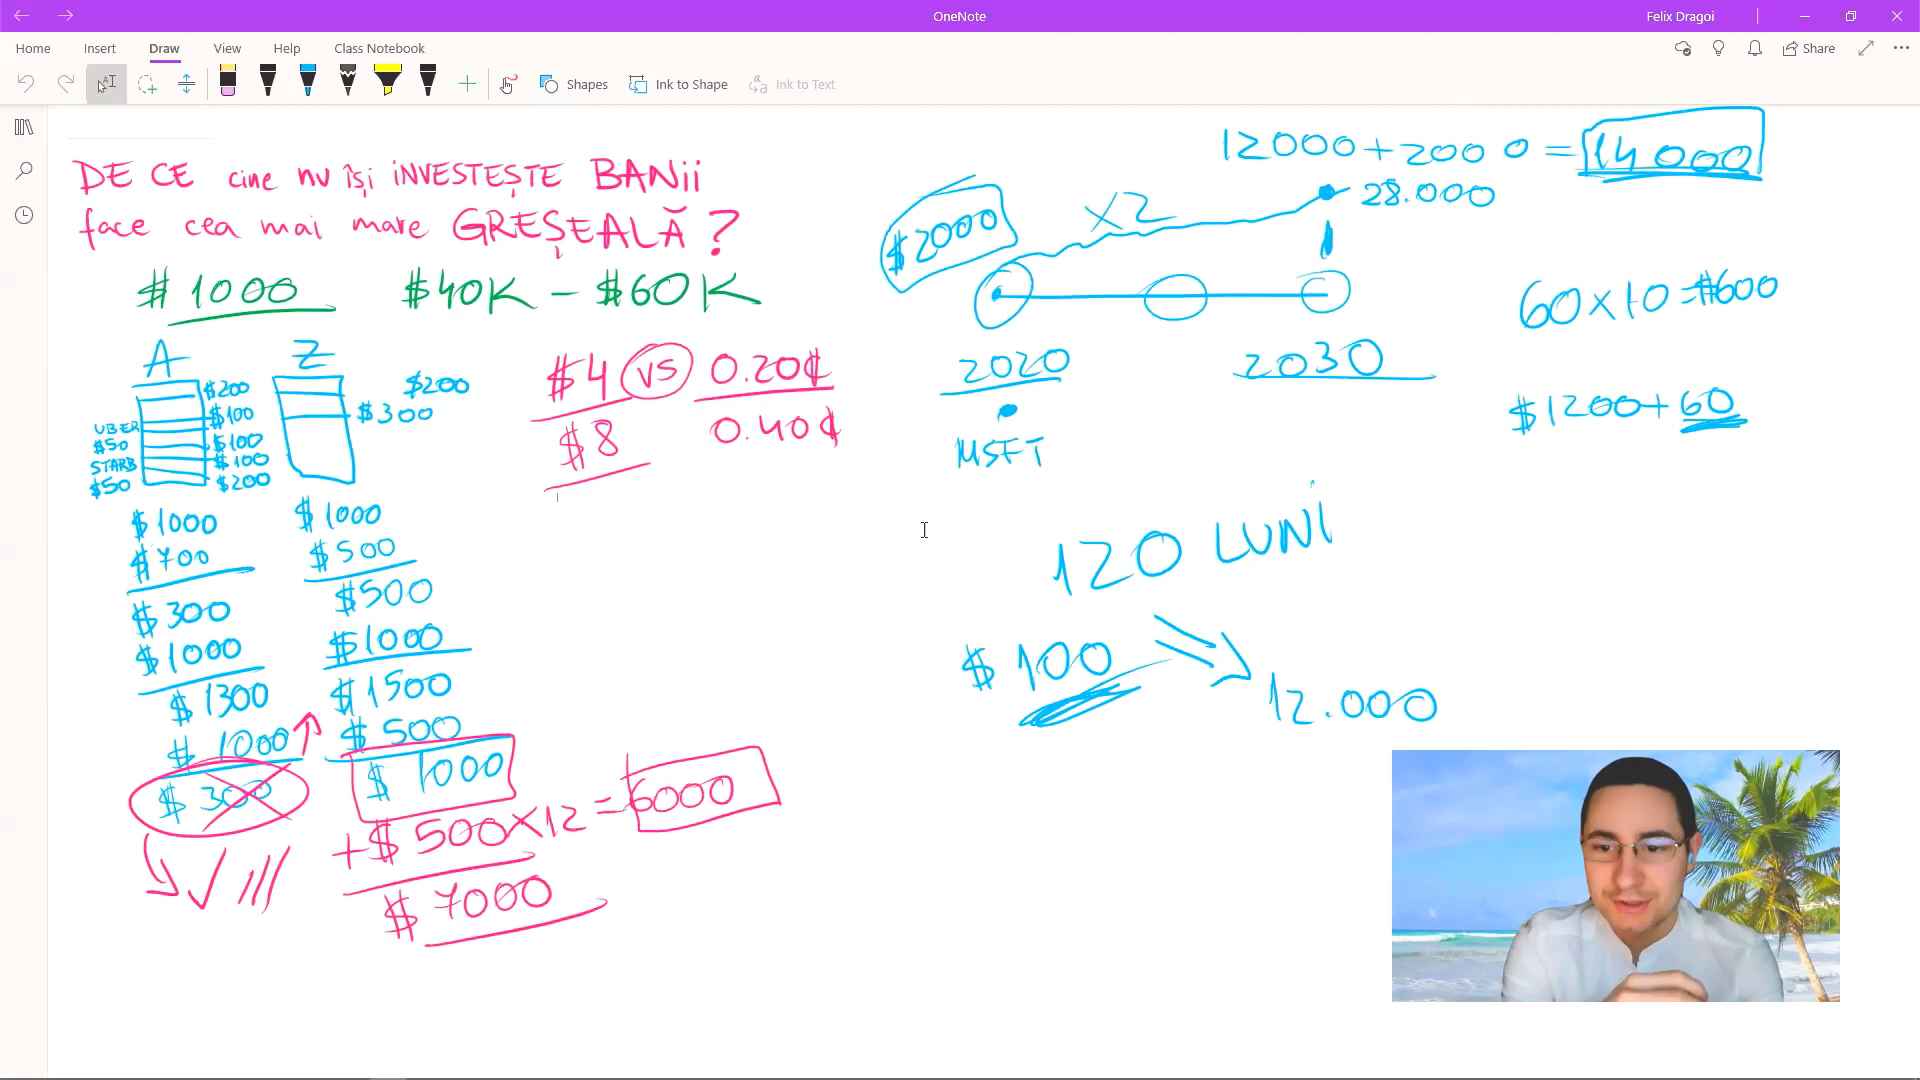 OneNote
Felix Dragoi
Home Insert Draw View Help Class Notebook
Share
Shapes Ink to Shape Ink to Text
DE CE cine nu își iNVESTEȘTE BANii
face cea mai mare GREȘEALĂ?
$ 1000 $40K - $60K
A Z
$200
$100
UBER
$50
$100
STARB
$100
$50
$200
$200
$300
$1000
$700
$300
$1000
$1300
$ 1000
$ 300
$1000
$500
$500
$1000
$1500
$500
$ 1000
+$ 500x12 = 6000
$ 7000
$4 VS 0.20¢
$8 0.40¢
12000+2000=14000
$2000
x2
28.000
2020 2030
MSFT
60x10=$600
$1200+60
120 LUNi
$ 100
12.000